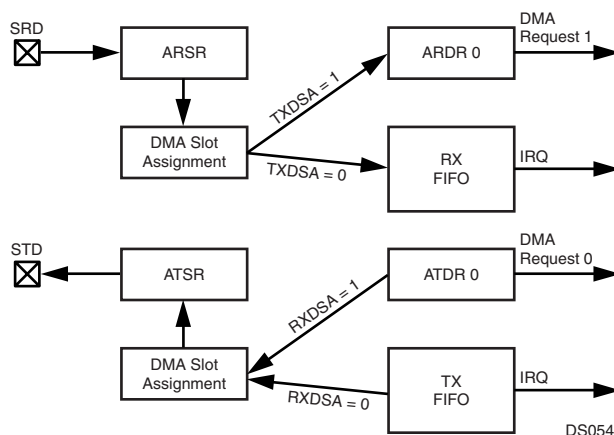 SRD
ARSR
DMA Slot
Assignment
TXDSA = 1
TXDSA = 0
ARDR 0
DMA
Request 1
RX
FIFO
IRQ
STD
ATSR
DMA Slot
Assignment
RXDSA = 1
RXDSA = 0
ATDR 0
DMA
Request 0
TX
FIFO
IRQ
DS054